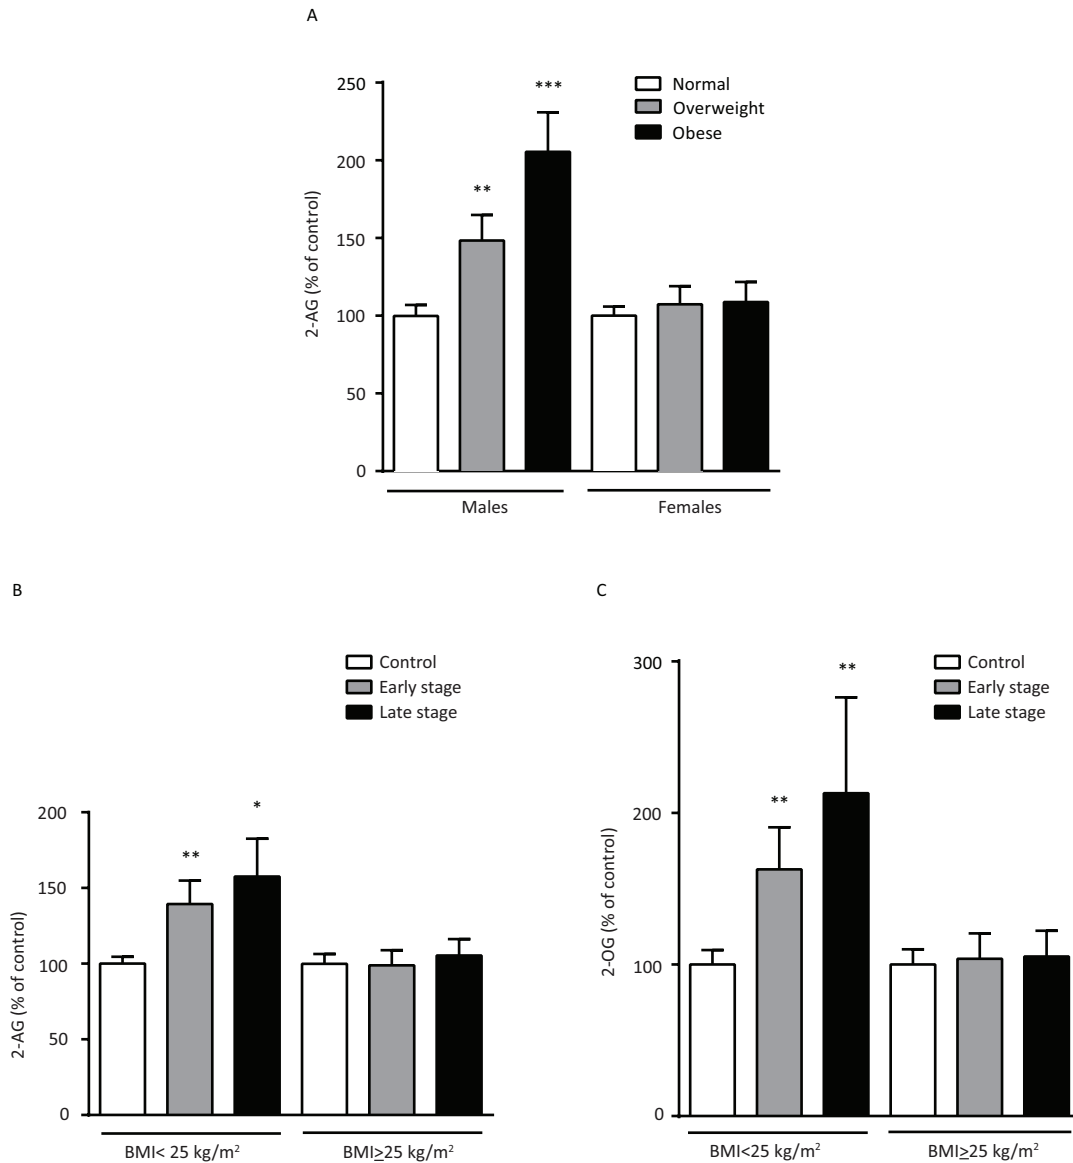 A
250
200
150
100
50
0
2-AG (% of control)
**
***
Normal
Overweight
Obese
Males
Females
B
Control
Early stage
Late stage
200
150
100
50
0
2-AG (% of control)
**
*
BMI< 25 kg/m²
BMI≥25 kg/m²
C
300
200
100
0
2-OG (% of control)
**
**
Control
Early stage
Late stage
BMI<25 kg/m²
BMI≥25 kg/m²